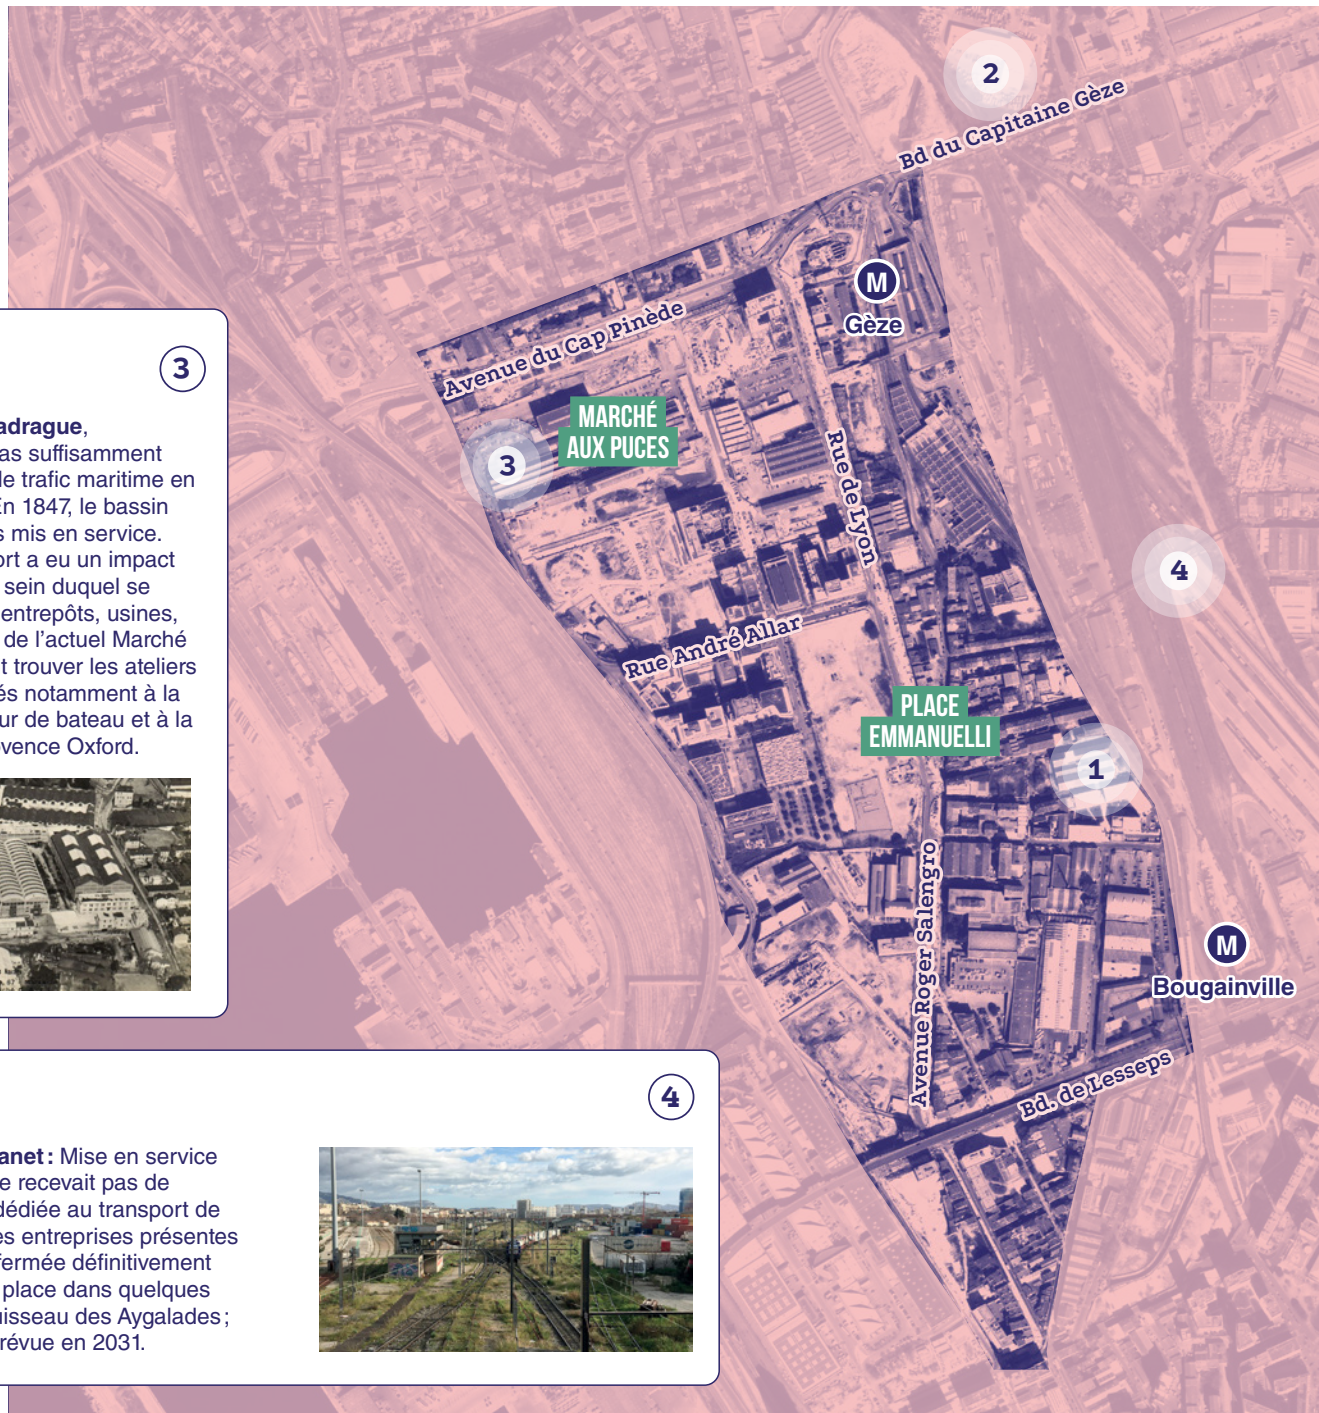 2
Bd du Capitaine Gèze
M
Gèze
Avenue du Cap Pinède
MARCHÉ
AUX PUCES
3
Rue de Lyon
4
Rue André Allar
PLACE
EMMANUELLI
1
Avenue Roger Salengro
M
Bougainville
Bd. de Lesseps
3
adrague,
as suffisamment
de trafic maritime en
En 1847, le bassin
s mis en service.
ort a eu un impact
sein duquel se
entrepôts, usines,
de l’actuel Marché
t trouver les ateliers
és notamment à la
ur de bateau et à la
ovence Oxford.
4
anet : Mise en service
e recevait pas de
dédiée au transport de
es entreprises présentes
fermée définitivement
place dans quelques
uisseau des Aygalades ;
révue en 2031.